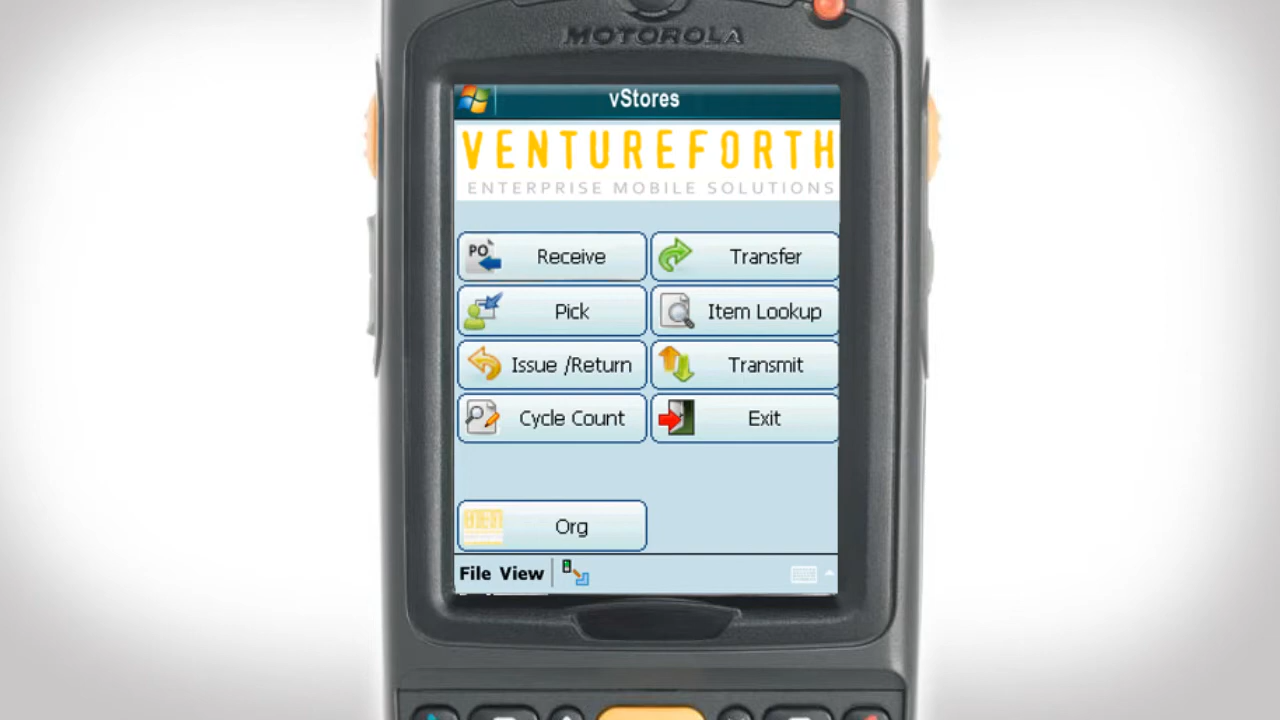 MOTOROLA
vStores
VENTUREFORTH
ENTERPRISE MOBILE SOLUTIONS
PO
Receive
Transfer
Pick
Item Lookup
Issue /Return
Transmit
Cycle Count
Exit
Org
File View